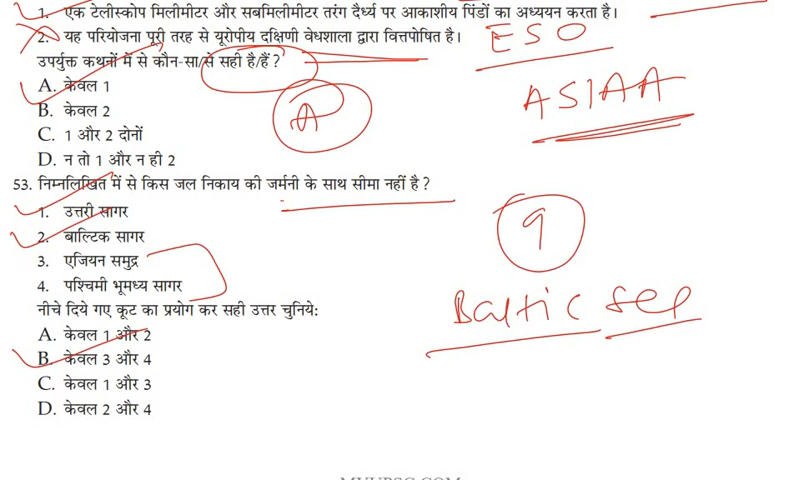 1. एक टेलीस्कोप मिलीमीटर और सबमिलीमीटर तरंग दैर्ध्य पर आकाशीय पिंडों का अध्ययन करता है।
2. यह परियोजना पूरी तरह से यूरोपीय दक्षिणी वेधशाला द्वारा वित्तपोषित है।
ESO
उपर्युक्त कथनों में से कौन-सा/से सही है/हैं ?
A. केवल 1
A
ASIAA
B. केवल 2
C. 1 और 2 दोनों
D. न तो 1 और न ही 2
53. निम्नलिखित में से किस जल निकाय की जर्मनी के साथ सीमा नहीं है ?
1. उत्तरी सागर
9
2. बाल्टिक सागर
3. एजियन समुद्र
4. पश्चिमी भूमध्य सागर
Baltic sea
नीचे दिये गए कूट का प्रयोग कर सही उत्तर चुनिये:
A. केवल 1 और 2
B. केवल 3 और 4
C. केवल 1 और 3
D. केवल 2 और 4